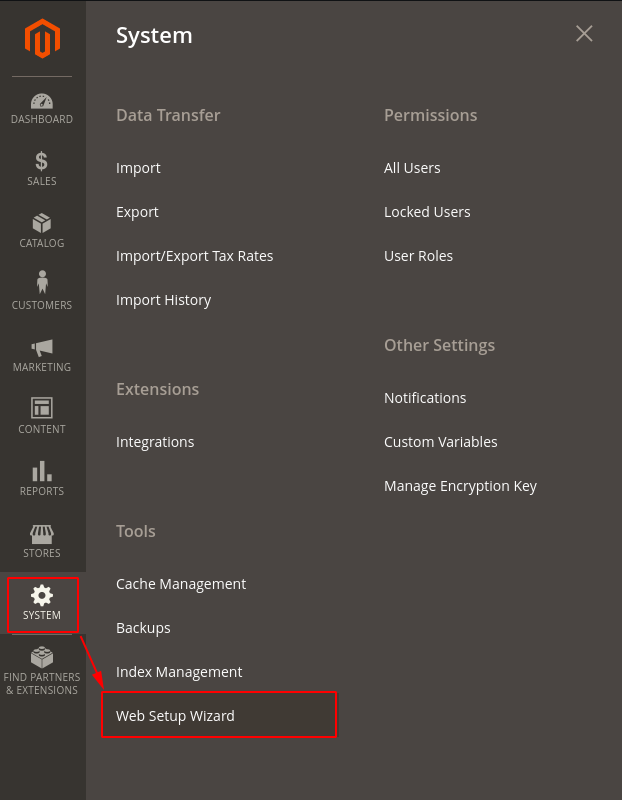 System
DASHBOARD
SALES
CATALOG
CUSTOMERS
MARKETING
CONTENT
REPORTS
STORES
SYSTEM
FIND PARTNERS
& EXTENSIONS
Data Transfer
Import
Export
Import/Export Tax Rates
Import History
Extensions
Integrations
Tools
Cache Management
Backups
Index Management
Web Setup Wizard
Permissions
All Users
Locked Users
User Roles
Other Settings
Notifications
Custom Variables
Manage Encryption Key